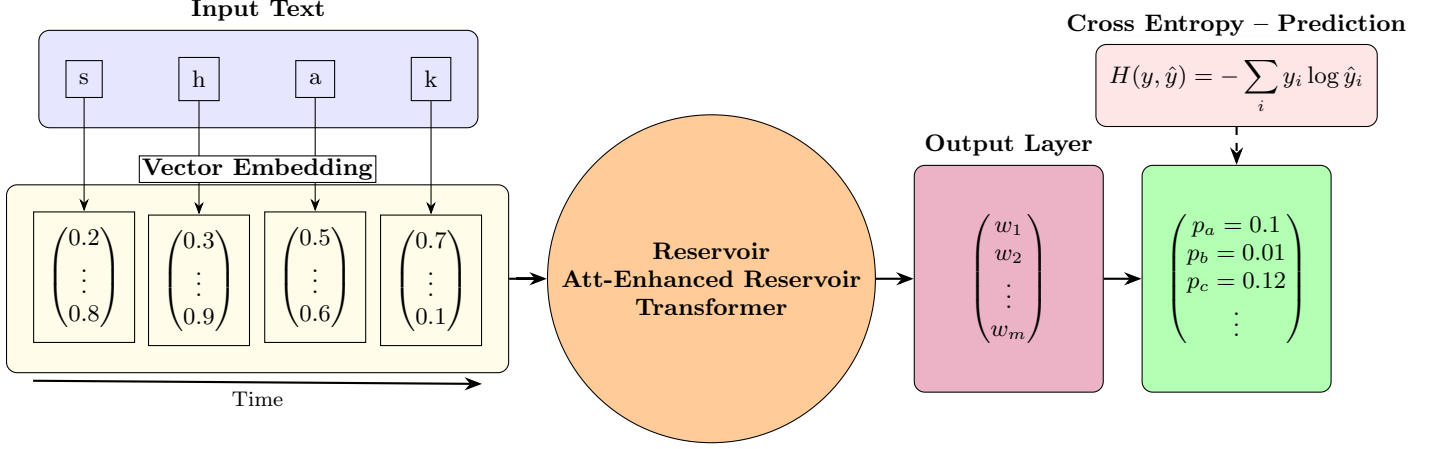 Input Text
s h a k
Vector Embedding
0.2 0.3 0.5 0.7
⋮ ⋮ ⋮ ⋮
0.8 0.9 0.6 0.1
Time
Reservoir
Att-Enhanced Reservoir
Transformer
Output Layer
w₁
w₂
⋮
wₘ
Cross Entropy – Prediction
H(y, ŷ) = − ∑ᵢ yᵢ log ŷᵢ
pₐ = 0.1
p_b = 0.01
p_c = 0.12
⋮